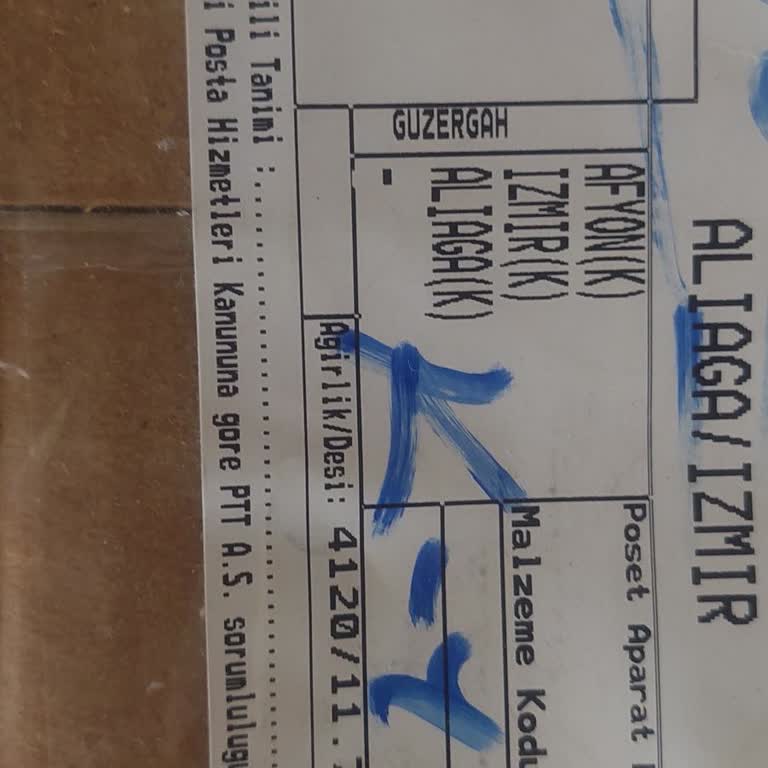 ALIAGA/IZMIR
GUZERGAH
AFYON(K)
IZMIR(K)
ALIAGA(K)
-
Poset Aparat
Malzeme Kodu
Agirlik/Desi: 4120/11.
ili Tanimi :
i Posta Hizmetleri Kanununa gore PTT A.S. sorumlulugu